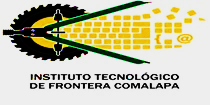 {@
INSTITUTO TECNOLÓGICO
DE FRONTERA COMALAPA